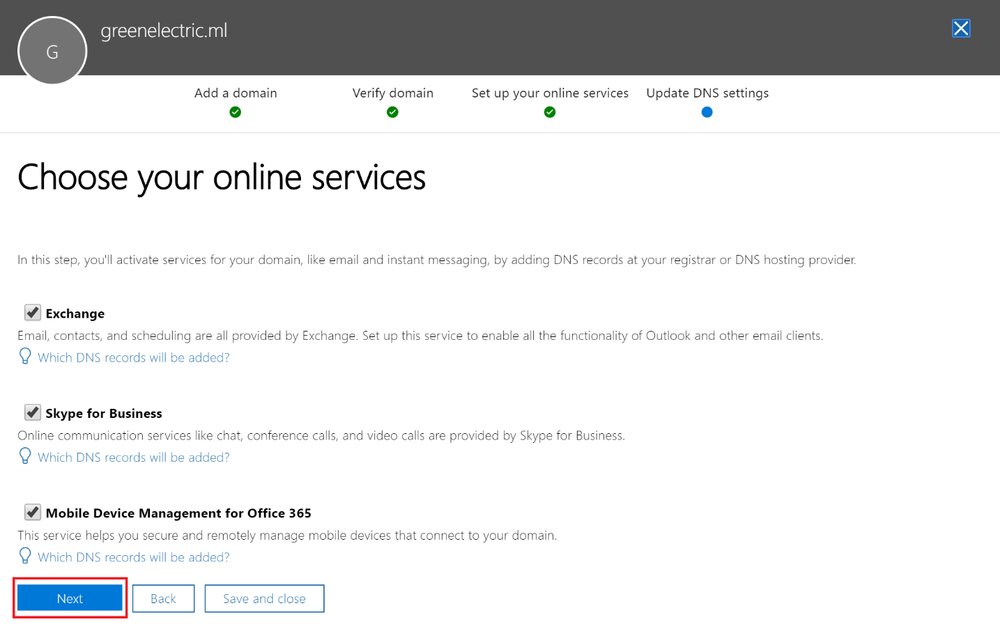 greenelectric.ml
G
Add a domain
Verify domain
Set up your online services
Update DNS settings
Choose your online services
In this step, you'll activate services for your domain, like email and instant messaging, by adding DNS records at your registrar or DNS hosting provider.
Exchange
Email, contacts, and scheduling are all provided by Exchange. Set up this service to enable all the functionality of Outlook and other email clients.
Which DNS records will be added?
Skype for Business
Online communication services like chat, conference calls, and video calls are provided by Skype for Business.
Which DNS records will be added?
Mobile Device Management for Office 365
This service helps you secure and remotely manage mobile devices that connect to your domain.
Which DNS records will be added?
Next
Back
Save and close